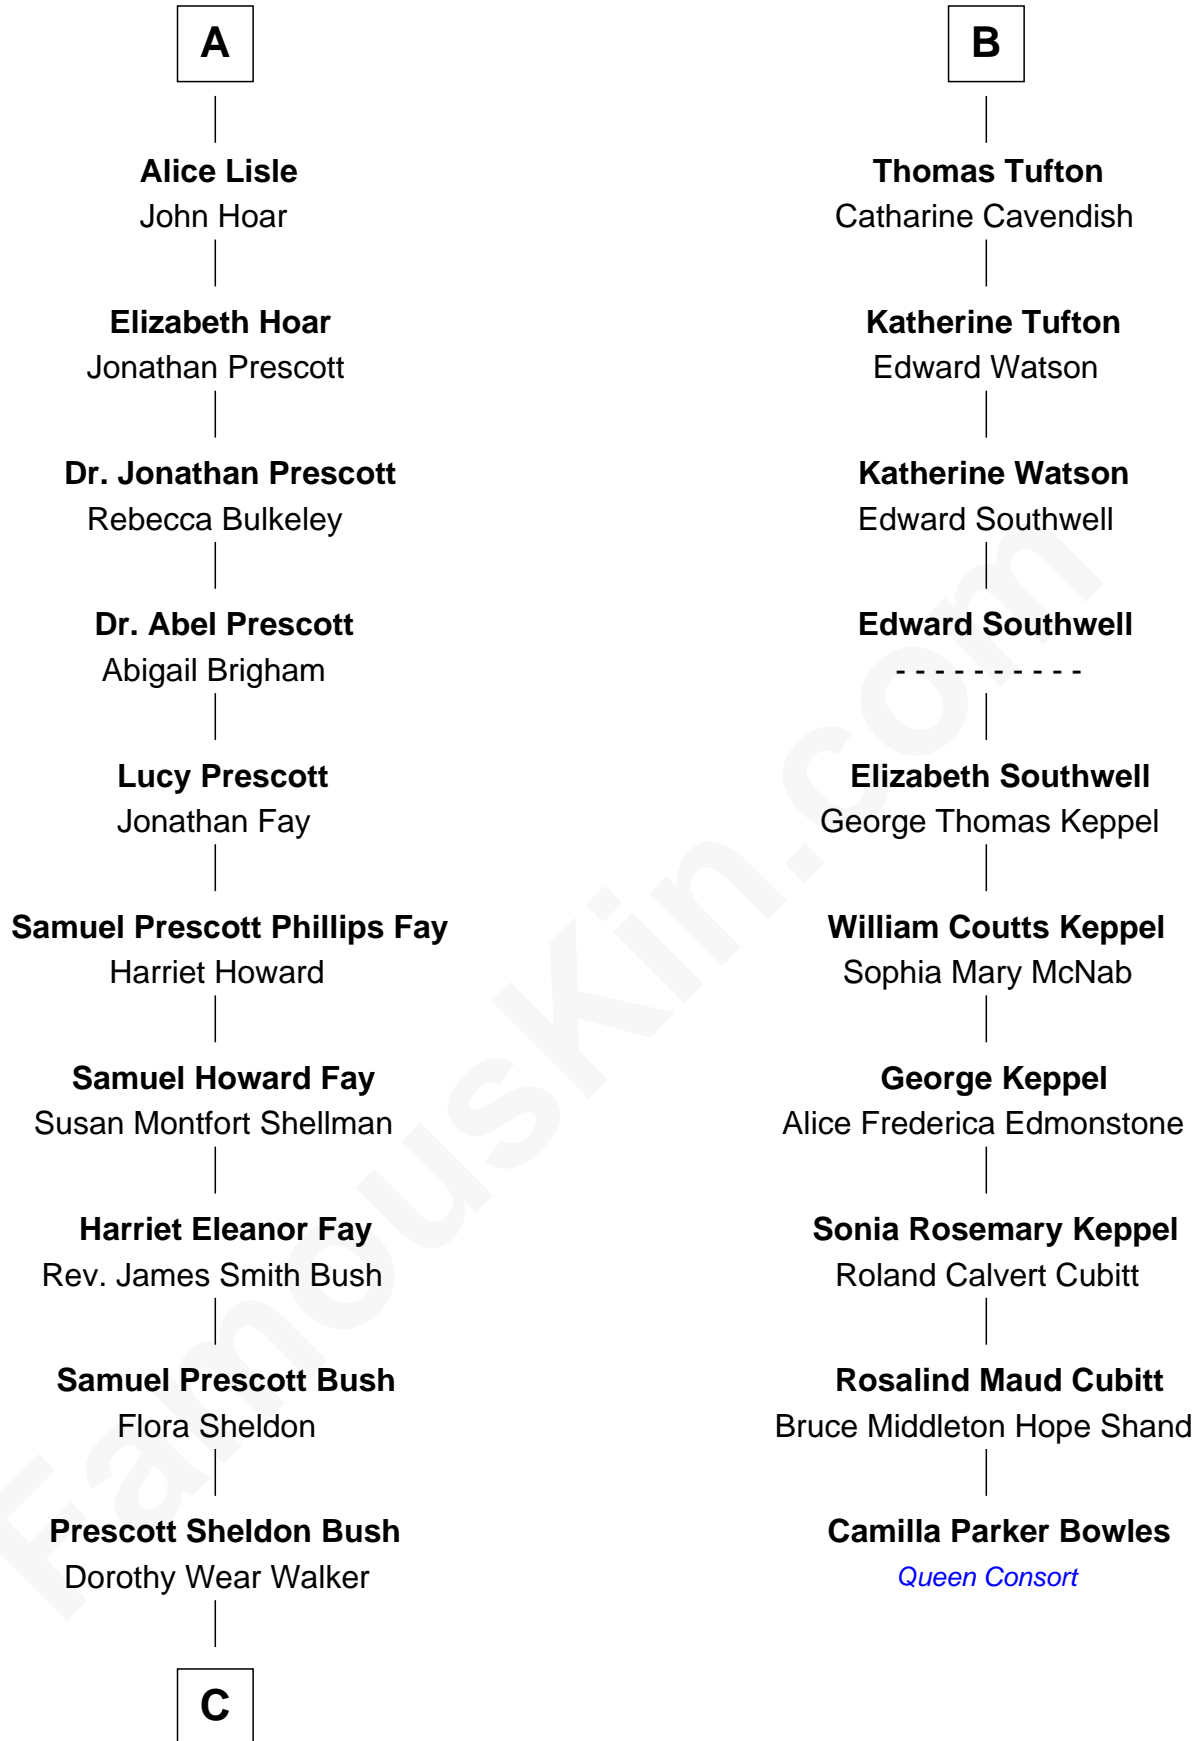 A
Alice Lisle
John Hoar
Elizabeth Hoar
Jonathan Prescott
Dr. Jonathan Prescott
Rebecca Bulkeley
Dr. Abel Prescott
Abigail Brigham
Lucy Prescott
Jonathan Fay
Samuel Prescott Phillips Fay
Harriet Howard
Samuel Howard Fay
Susan Montfort Shellman
Harriet Eleanor Fay
Rev. James Smith Bush
Samuel Prescott Bush
Flora Sheldon
Prescott Sheldon Bush
Dorothy Wear Walker
C
B
Thomas Tufton
Catharine Cavendish
Katherine Tufton
Edward Watson
Katherine Watson
Edward Southwell
Edward Southwell
- - - - - - - - - -
Elizabeth Southwell
George Thomas Keppel
William Coutts Keppel
Sophia Mary McNab
George Keppel
Alice Frederica Edmonstone
Sonia Rosemary Keppel
Roland Calvert Cubitt
Rosalind Maud Cubitt
Bruce Middleton Hope Shand
Camilla Parker Bowles
Queen Consort
FamousKin.com